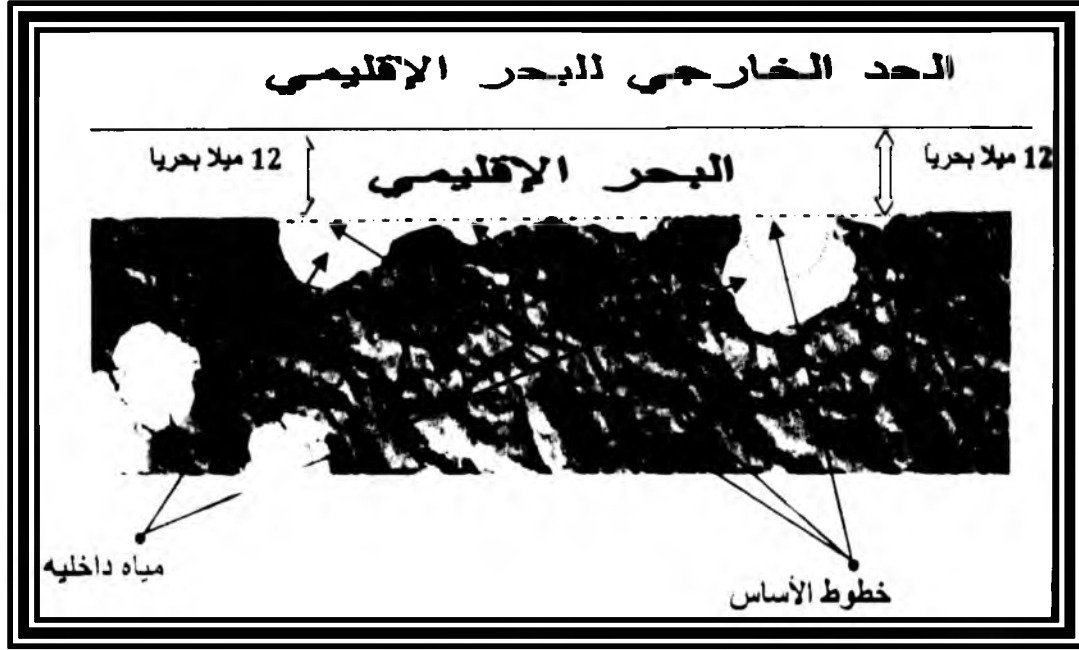 الحد الخارجي للبحر الإقليمي
12 ميلا بحريا
12 ميلا بحريا
البحر الإقليمي
مياه داخليه
خطوط الأساس